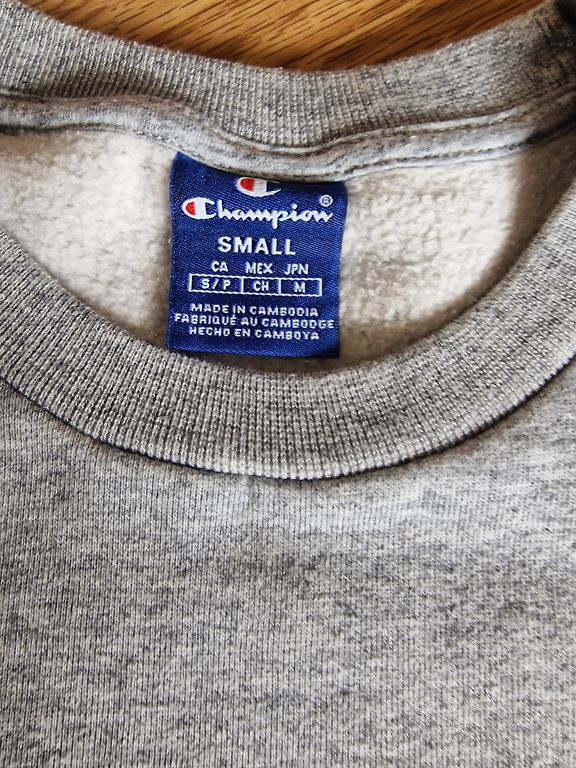 Champion®
SMALL
CA MEX JPN
S/P CH M
MADE IN CAMBODIA
FABRIQUÉ AU CAMBODGE
HECHO EN CAMBOYA